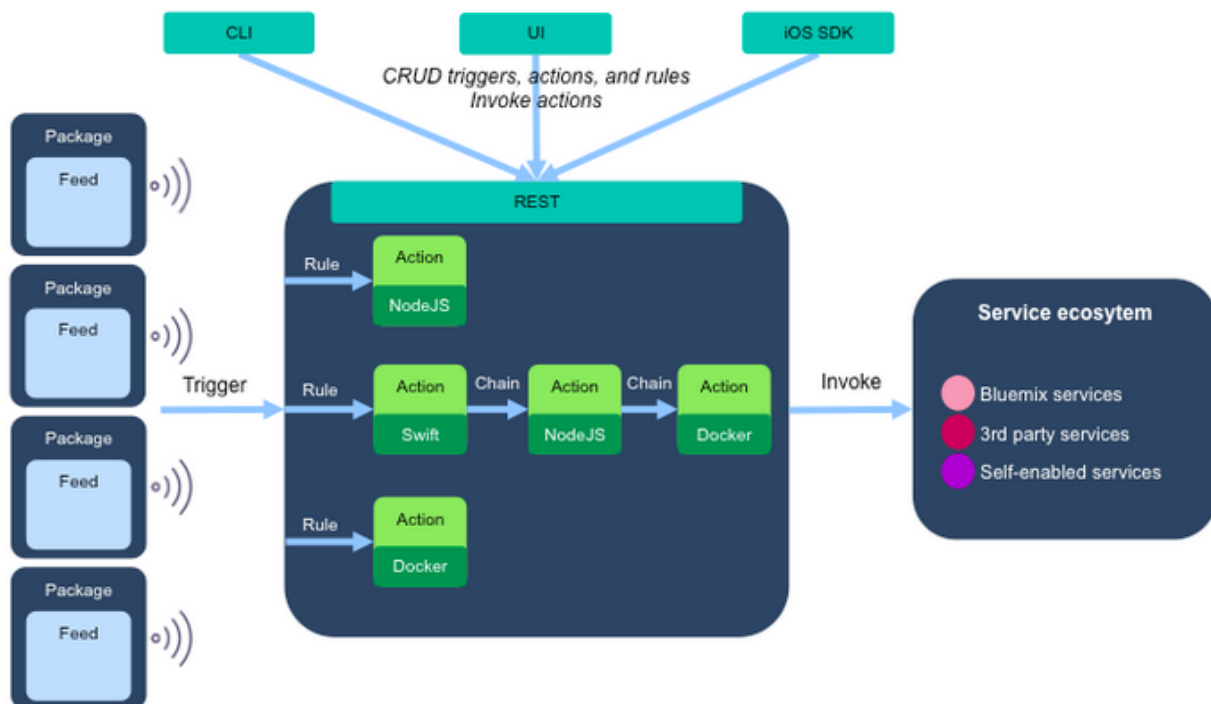 CLI
UI
iOS SDK
CRUD triggers, actions, and rules
Invoke actions
Package
Feed
Package
Feed
Package
Feed
Package
Feed
Trigger
REST
Rule
Action
NodeJS
Rule
Action
Swift
Chain
Action
NodeJS
Chain
Action
Docker
Rule
Action
Docker
Invoke
Service ecosytem
Bluemix services
3rd party services
Self-enabled services